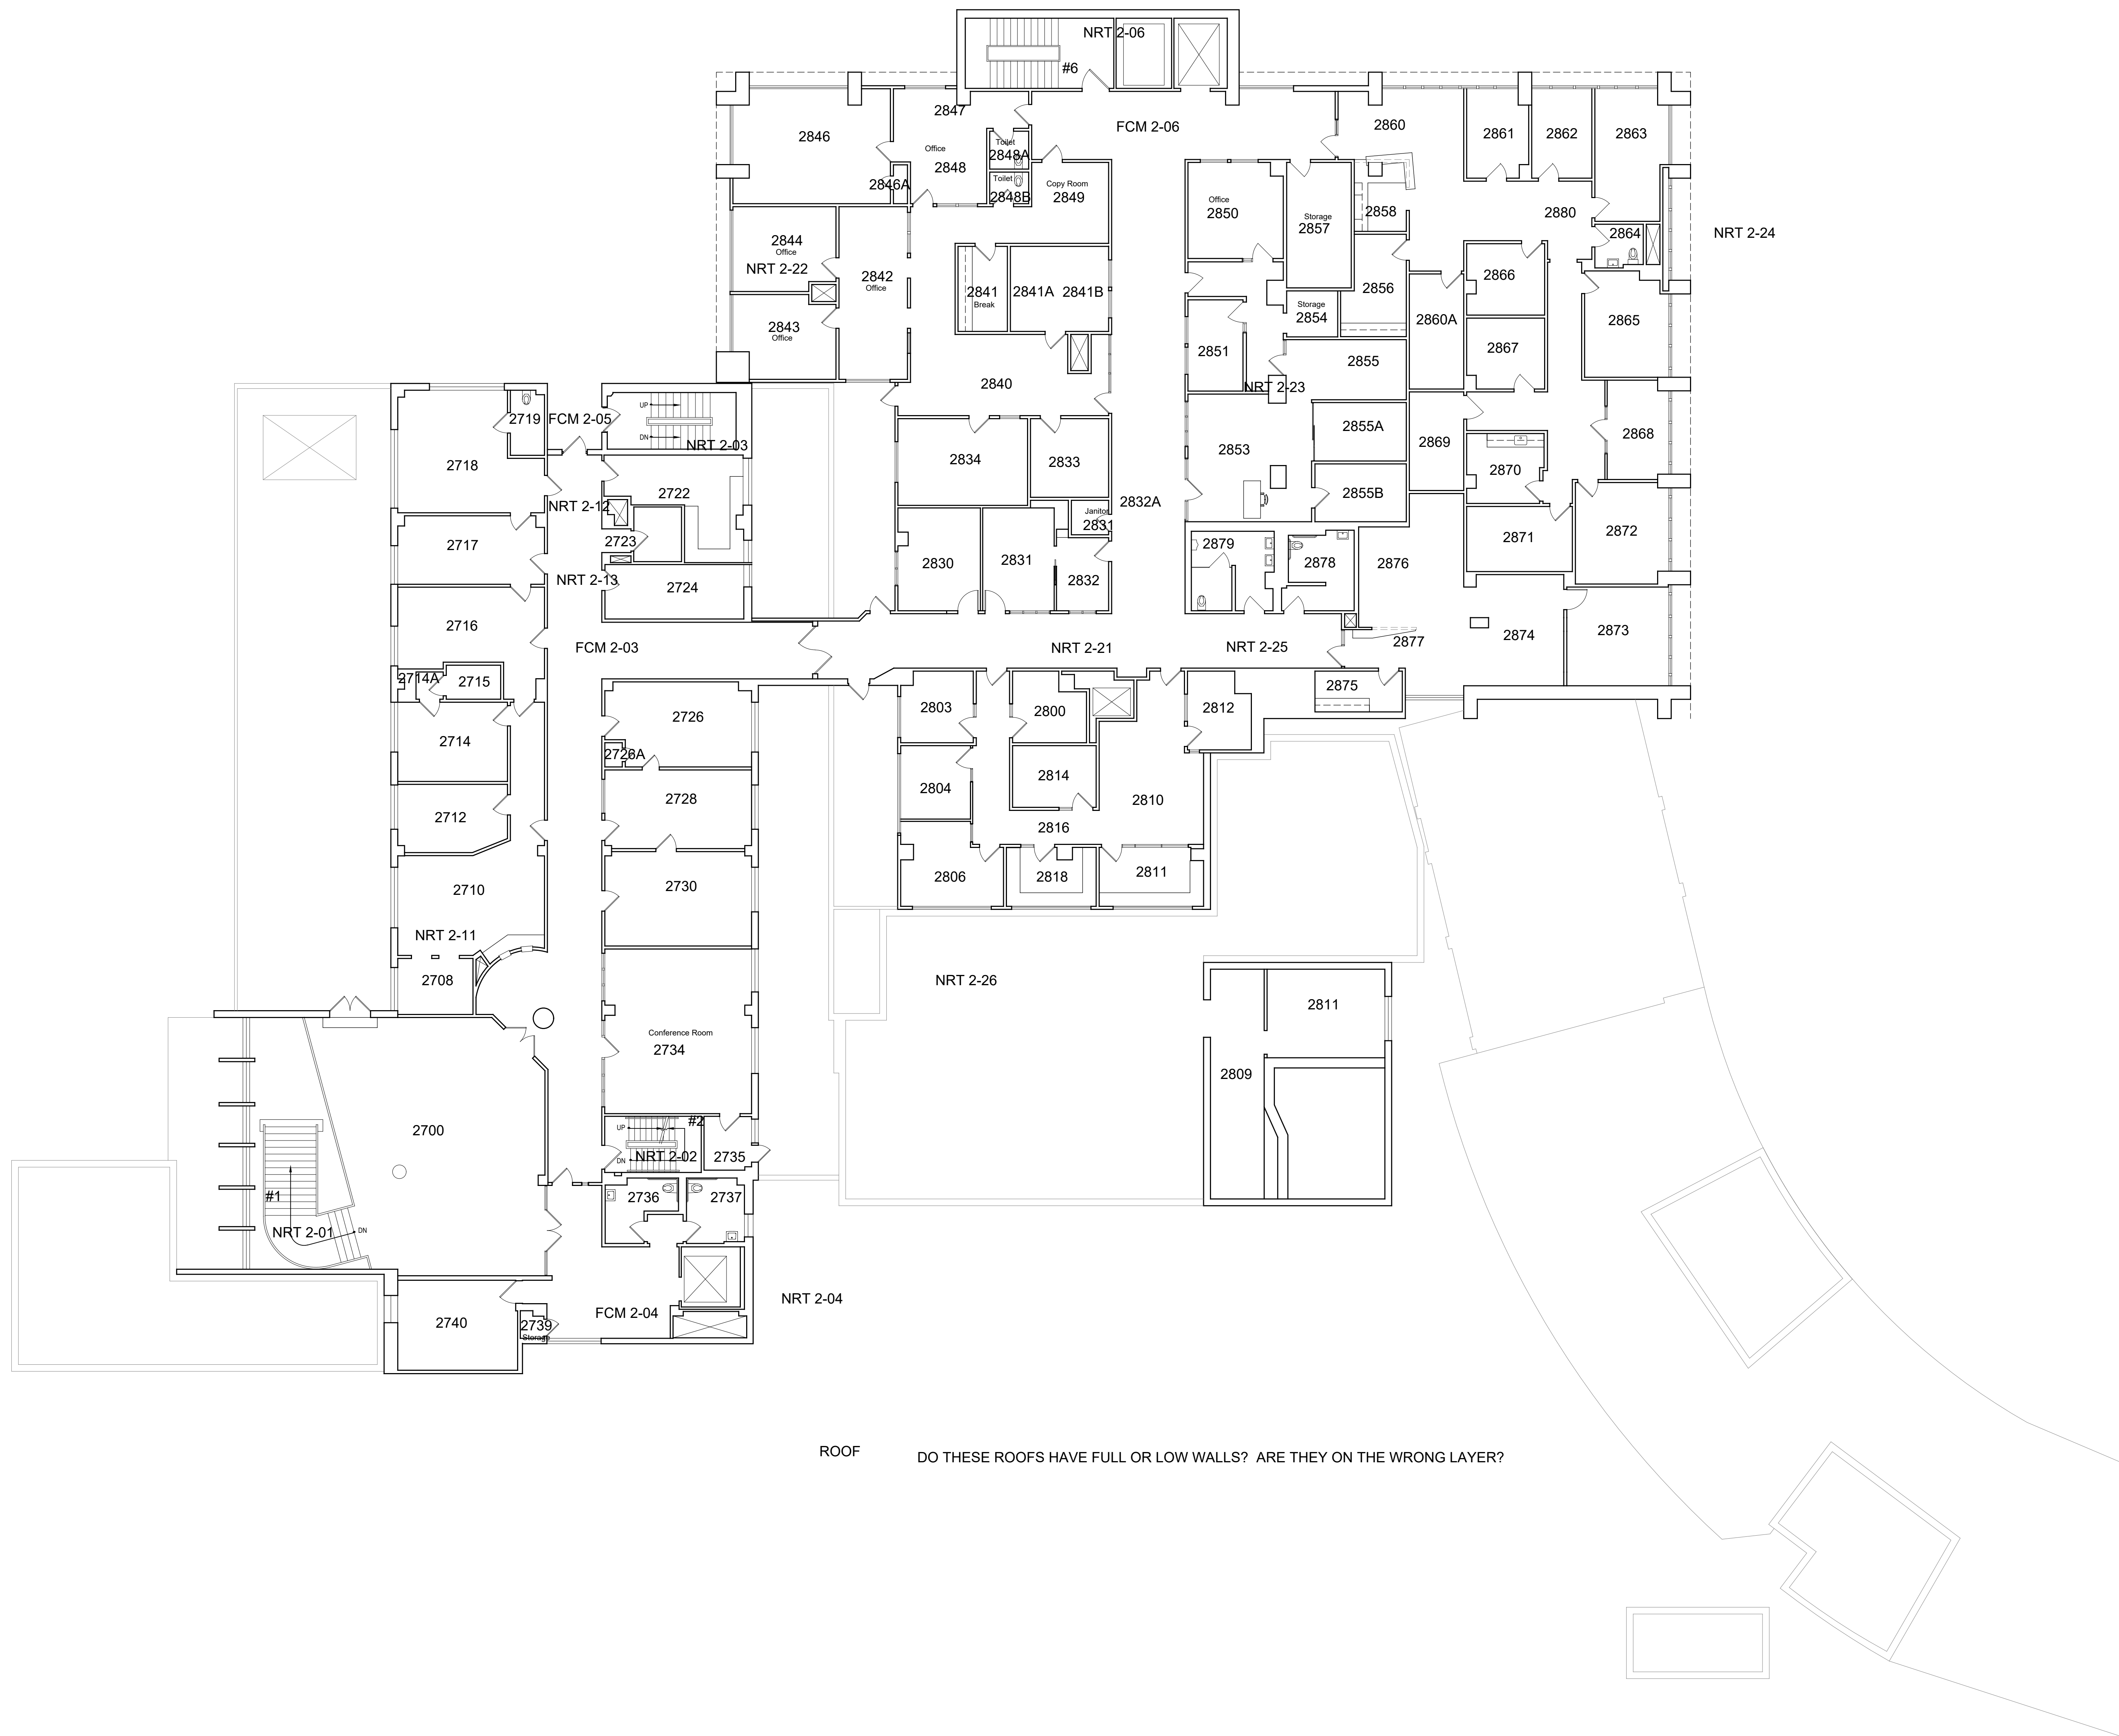 NRT 2-06
#6
2847
FCM 2-06
2860
2846
2861
2862
2863
Office
Toilet
2848A
2848
2846A
Toilet
2848B
Copy Room
2849
Office
2850
Storage
2857
2858
2880
2864
NRT 2-24
2844
Office
NRT 2-22
2842
Office
2841
Break
2841A
2841B
2856
2866
2843
Office
Storage
2854
2860A
2865
2851
2855
2867
2840
NRT 2-23
2719
FCM 2-05
UP
DN
NRT 2-03
2855A
2869
2868
2718
2834
2833
2853
2870
2722
NRT 2-12
2832A
2855B
Janitor
2831
2723
2717
2830
2831
2832
2879
2878
2876
2871
2872
NRT 2-13
2724
2716
FCM 2-03
NRT 2-21
NRT 2-25
2877
2874
2873
2714A
2715
2875
2803
2800
2812
2726
2714
2726A
2728
2804
2814
2810
2712
2816
2710
2730
2806
2818
2811
NRT 2-11
2708
NRT 2-26
2811
Conference Room
2734
2809
2700
#2
UP
DN
NRT 2-02
2735
#1
NRT 2-01
DN
2736
2737
NRT 2-04
FCM 2-04
2740
2739
Storage
ROOF
DO THESE ROOFS HAVE FULL OR LOW WALLS?  ARE THEY ON THE WRONG LAYER?